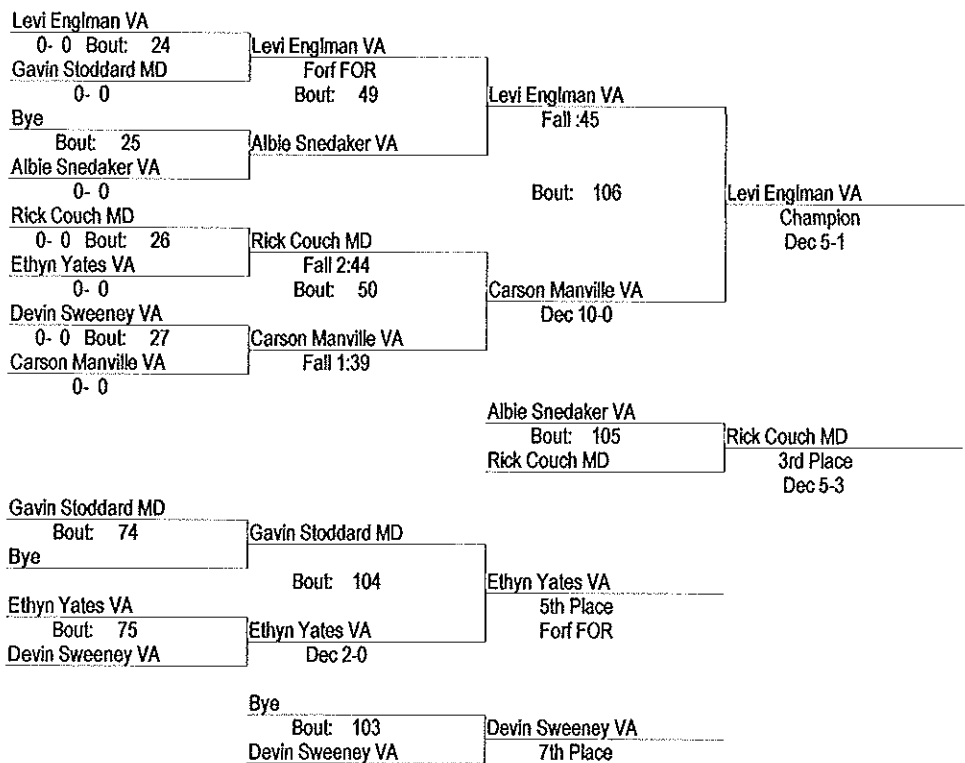 Levi Englman VA
0- 0 Bout: 24
Gavin Stoddard MD
0- 0
Bye
Bout: 25
Albie Snedaker VA
0- 0
Rick Couch MD
0- 0 Bout: 26
Ethyn Yates VA
0- 0
Devin Sweeney VA
0- 0 Bout: 27
Carson Manville VA
0- 0
Levi Englman VA
Forf FOR
Bout: 49
Albie Snedaker VA
Rick Couch MD
Fall 2:44
Bout: 50
Carson Manville VA
Fall 1:39
Levi Englman VA
Fall :45
Bout: 106
Carson Manville VA
Dec 10-0
Levi Englman VA
Champion
Dec 5-1
Albie Snedaker VA
Bout: 105
Rick Couch MD
Rick Couch MD
3rd Place
Dec 5-3
Gavin Stoddard MD
Bout: 74
Bye
Ethyn Yates VA
Bout: 75
Devin Sweeney VA
Gavin Stoddard MD
Bout: 104
Ethyn Yates VA
Dec 2-0
Ethyn Yates VA
5th Place
Forf FOR
Bye
Bout: 103
Devin Sweeney VA
Devin Sweeney VA
7th Place